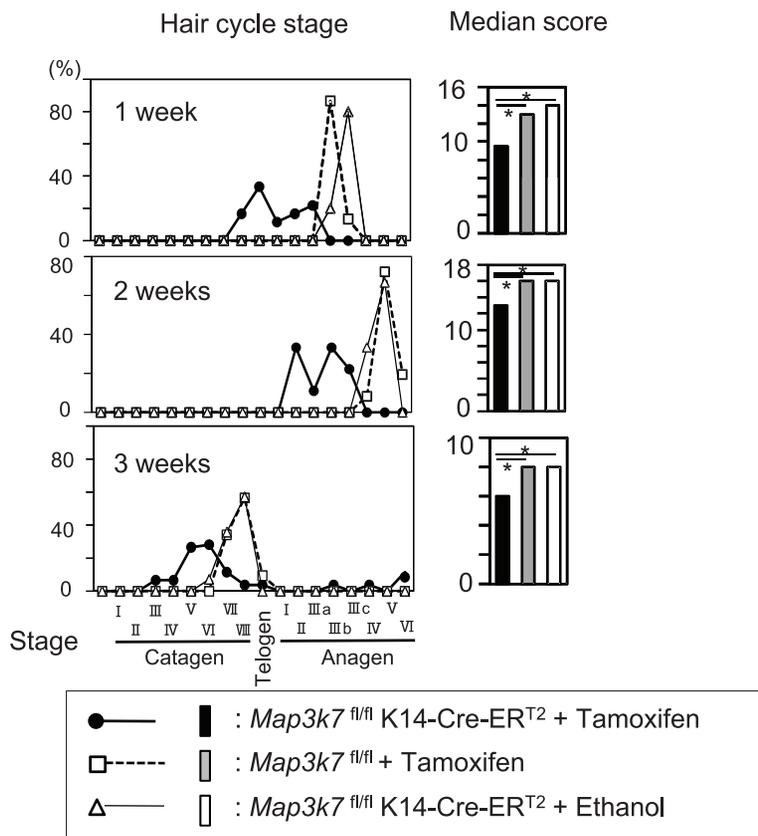 Hair cycle stage Median score
(%)
80
40
0
1 week
16
10
0
* *
80
40
0
2 weeks
18
10
0
* *
80
40
0
3 weeks
10
0
* *
I III V VII I III a III c V
II IV VI VIII II III b IV VI
Stage
Catagen Telogen Anagen
: Map3k7 fl/fl K14-Cre-ERT2 + Tamoxifen
: Map3k7 fl/fl + Tamoxifen
: Map3k7 fl/fl K14-Cre-ERT2 + Ethanol